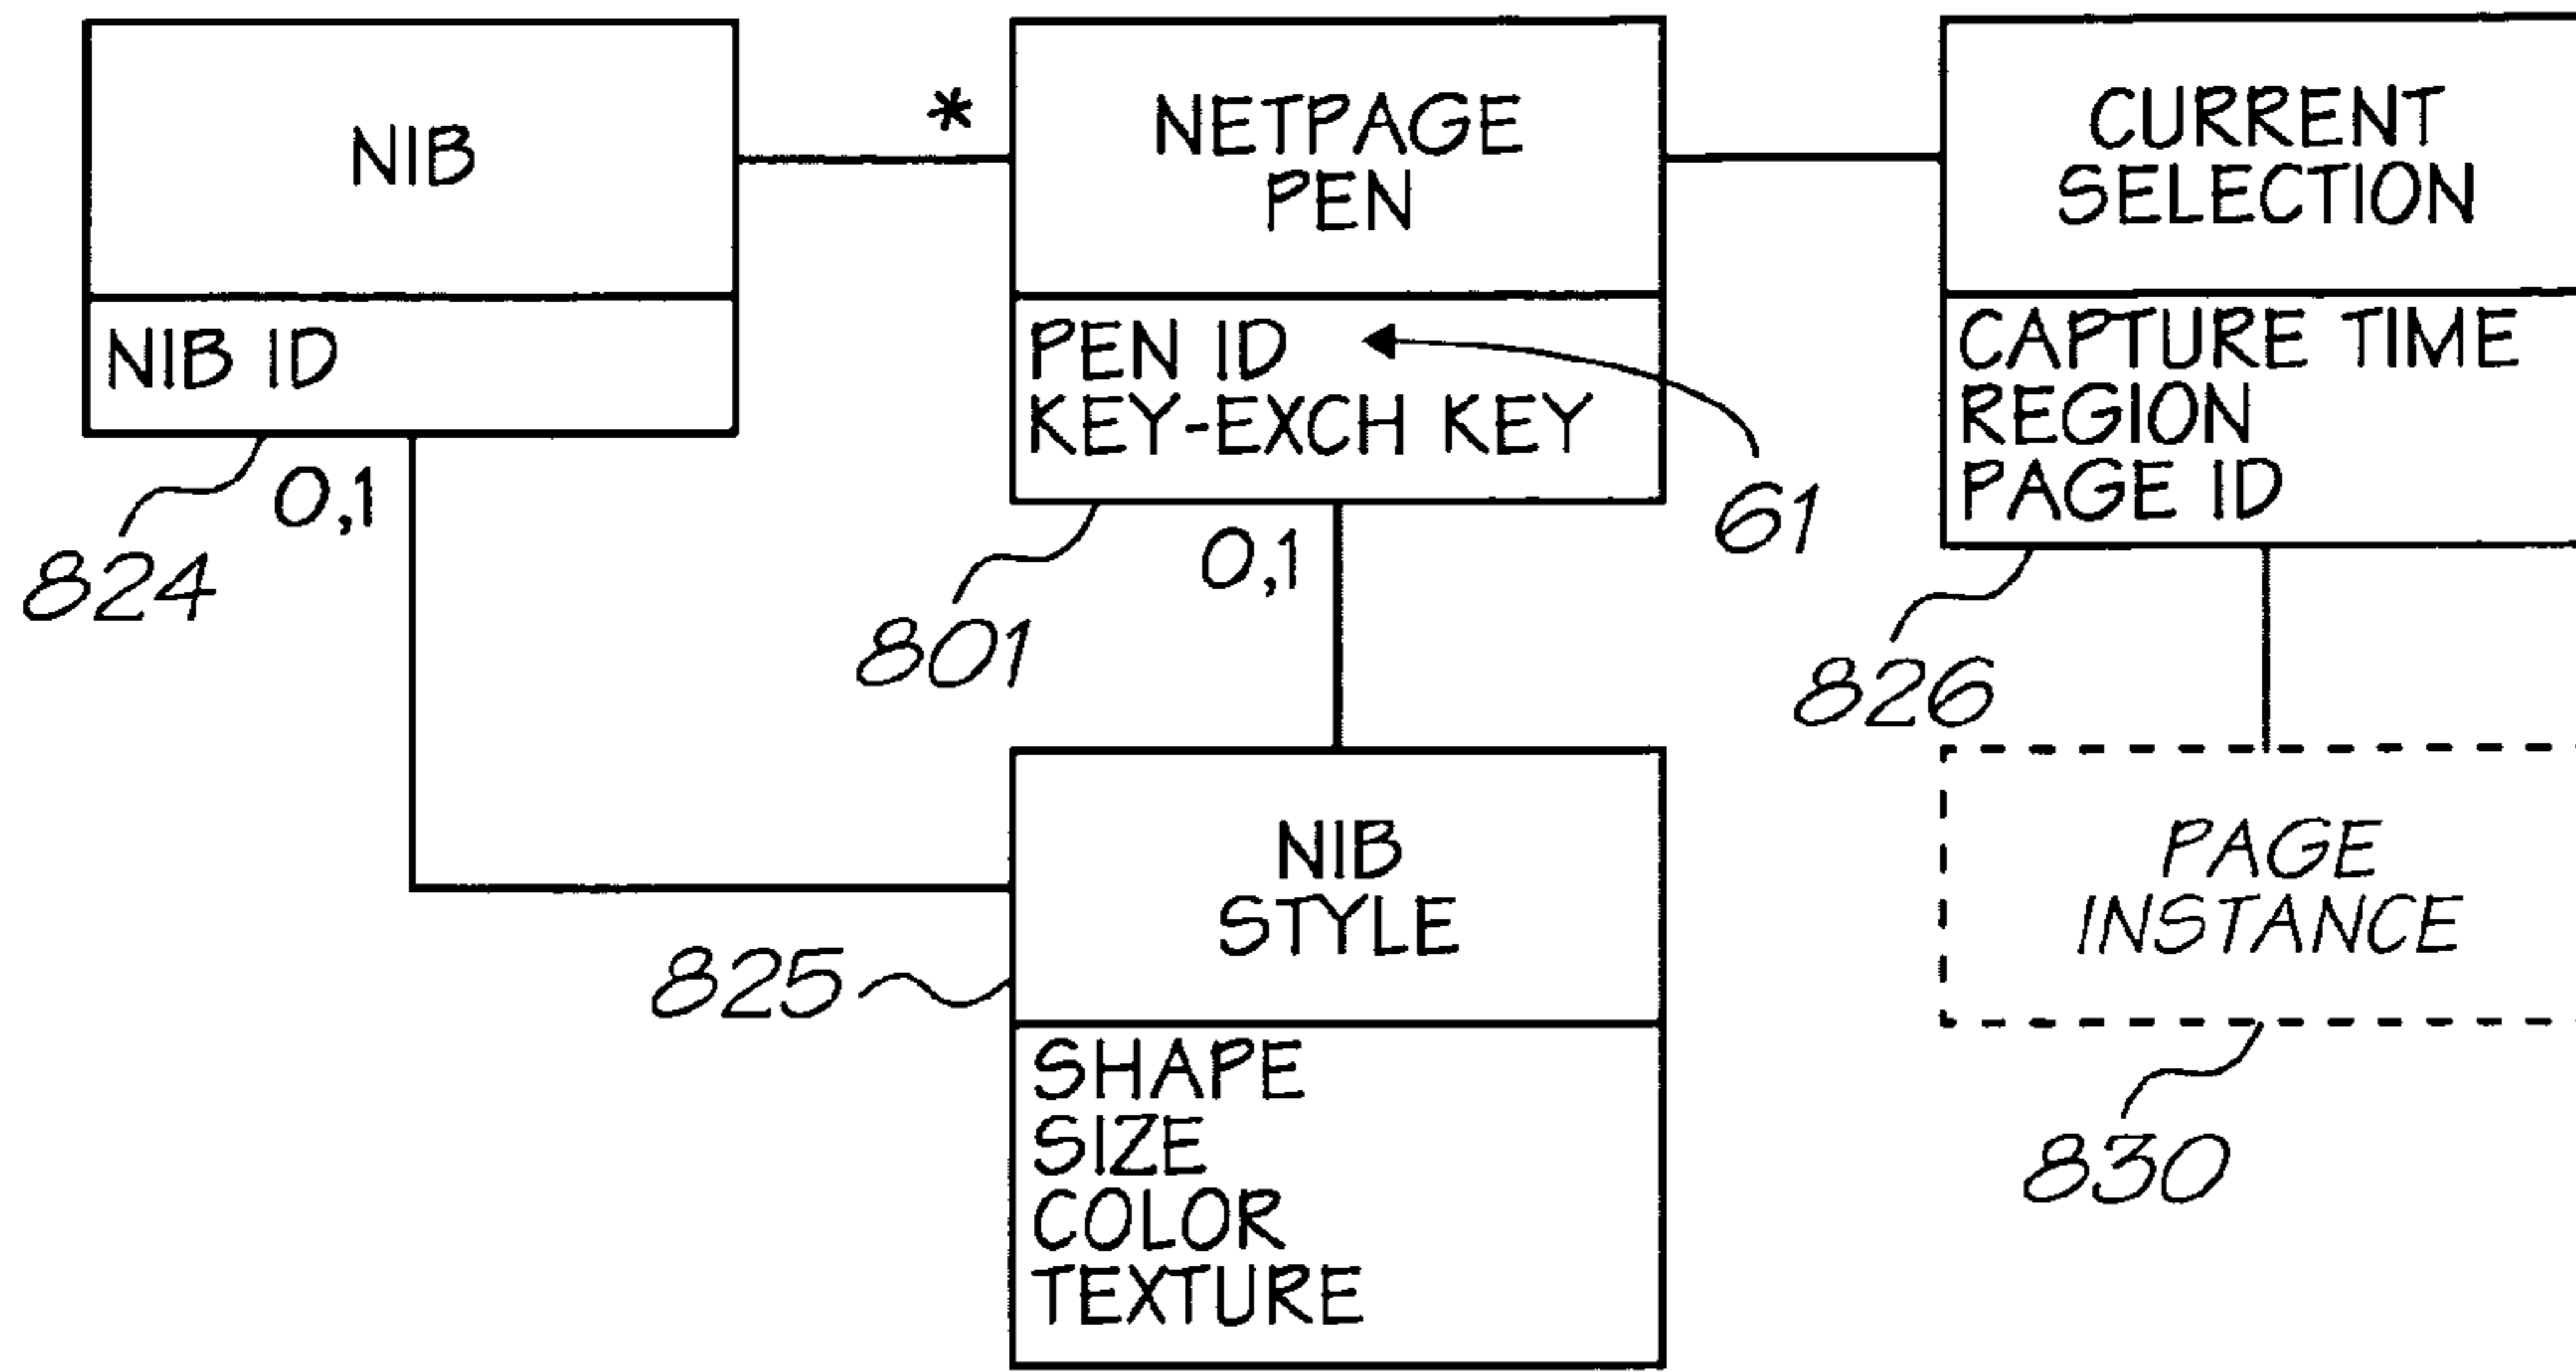 NIB
NIB ID
824
0,1
*
NETPAGE
PEN
PEN ID
KEY-EXCH KEY
61
801
0,1
CURRENT
SELECTION
CAPTURE TIME
REGION
PAGE ID
826
NIB
STYLE
825
SHAPE
SIZE
COLOR
TEXTURE
PAGE
INSTANCE
830